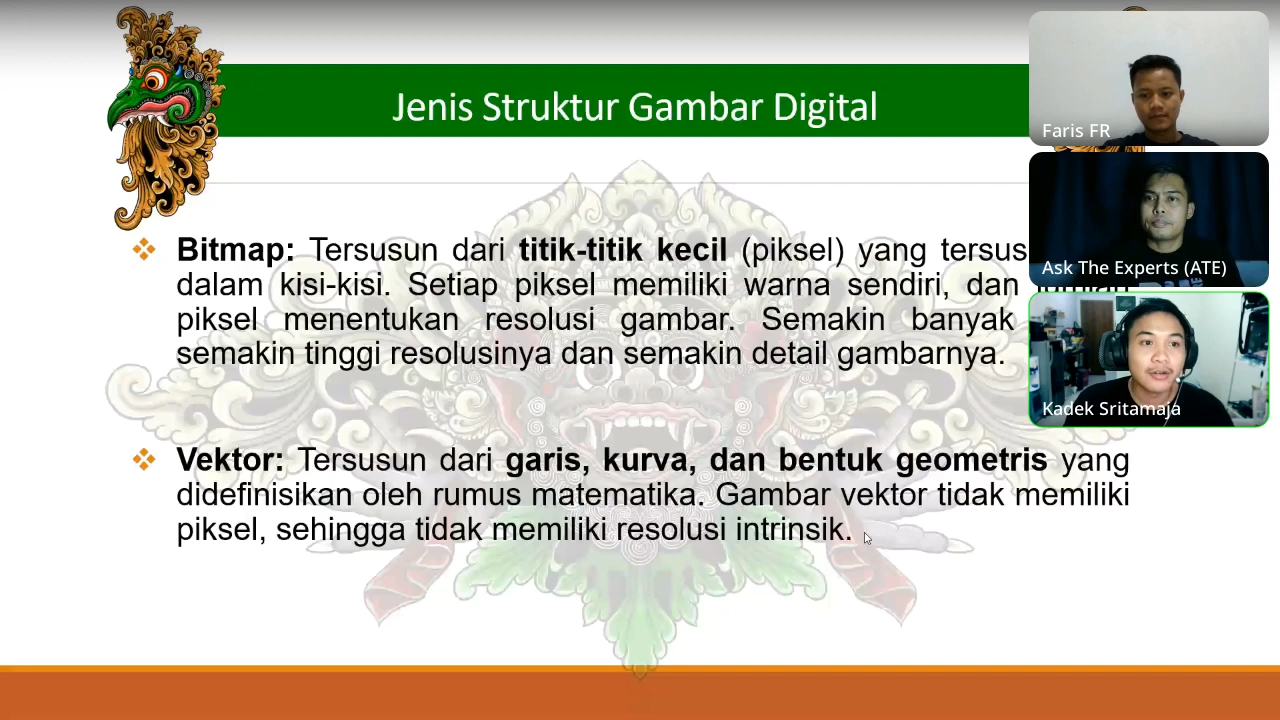 Jenis Struktur Gambar Digital
Bitmap: Tersusun dari titik-titik kecil (piksel) yang
dalam kisi-kisi. Setiap piksel memiliki warna sendiri, dan
piksel menentukan resolusi gambar. Semakin banyak
semakin tinggi resolusinya dan semakin detail gambarnya.
Vektor: Tersusun dari garis, kurva, dan bentuk geometris yang
didefinisikan oleh rumus matematika. Gambar vektor tidak memiliki
piksel, sehingga tidak memiliki resolusi intrinsik.
Faris FR
Ask The Experts (ATE)
Kadek Sritamaja